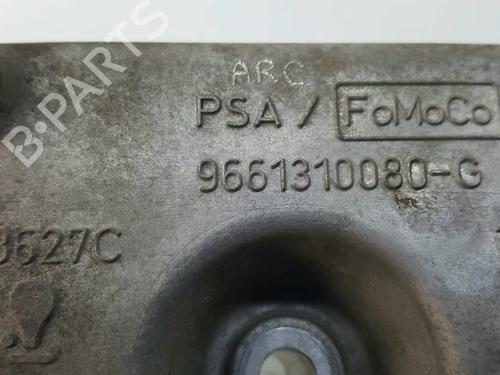 ARC
PSA / FoMoCo
9661310080-G
3627C
B-PARTS